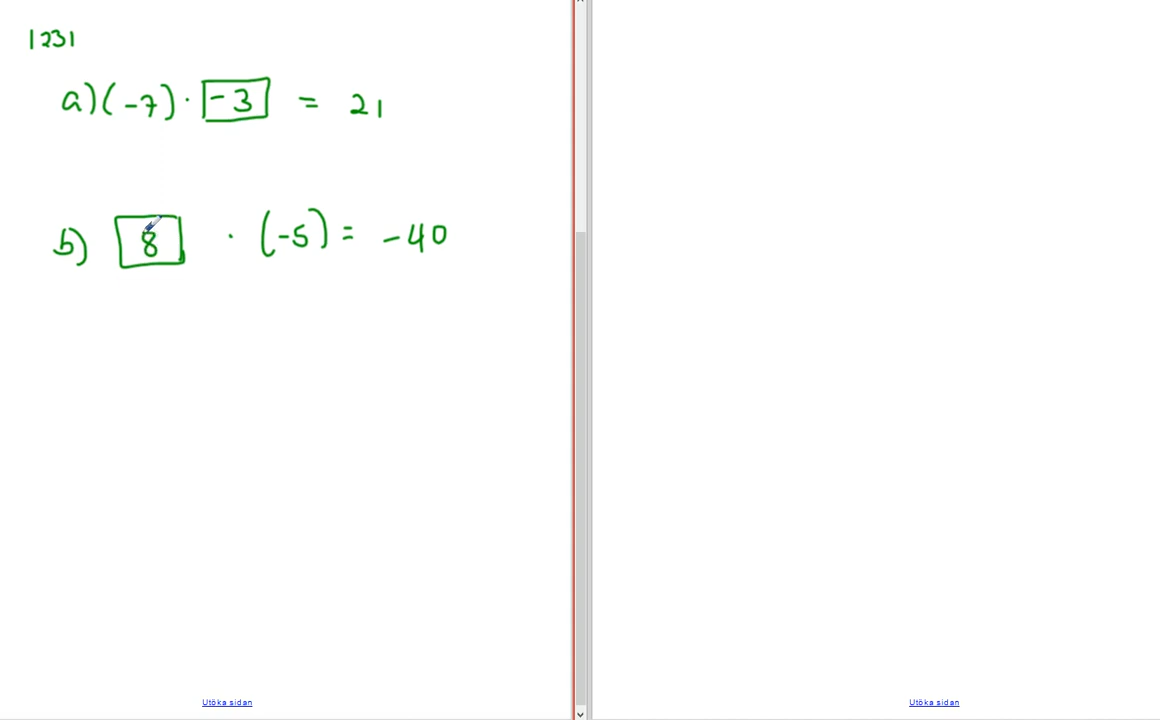 1231
a) (-7) · -3 = 21
b) 8 · (-5) = -40
Utöka sidan
Utöka sidan